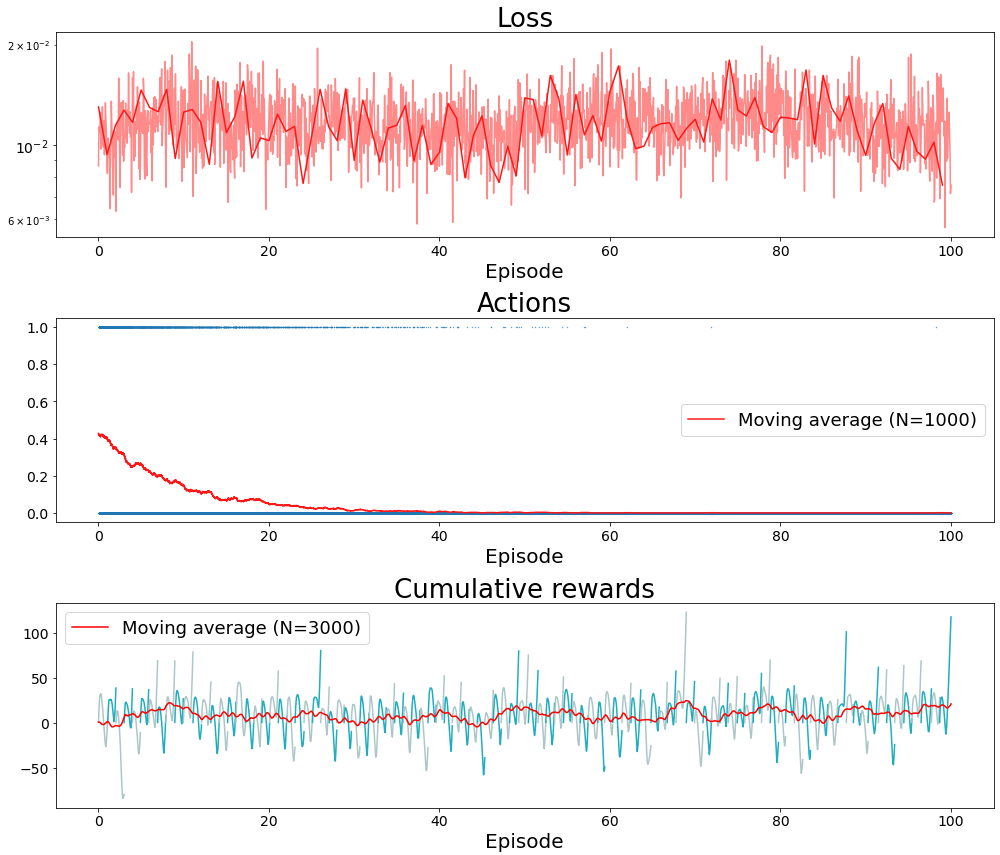 Loss
2 × 10⁻²
10⁻²
6 × 10⁻³
0 20 40 60 80 100
Episode
Actions
1.0
0.8
0.6
0.4
0.2
0.0
Moving average (N=1000)
0 20 40 60 80 100
Episode
Cumulative rewards
Moving average (N=3000)
100
50
0
−50
0 20 40 60 80 100
Episode